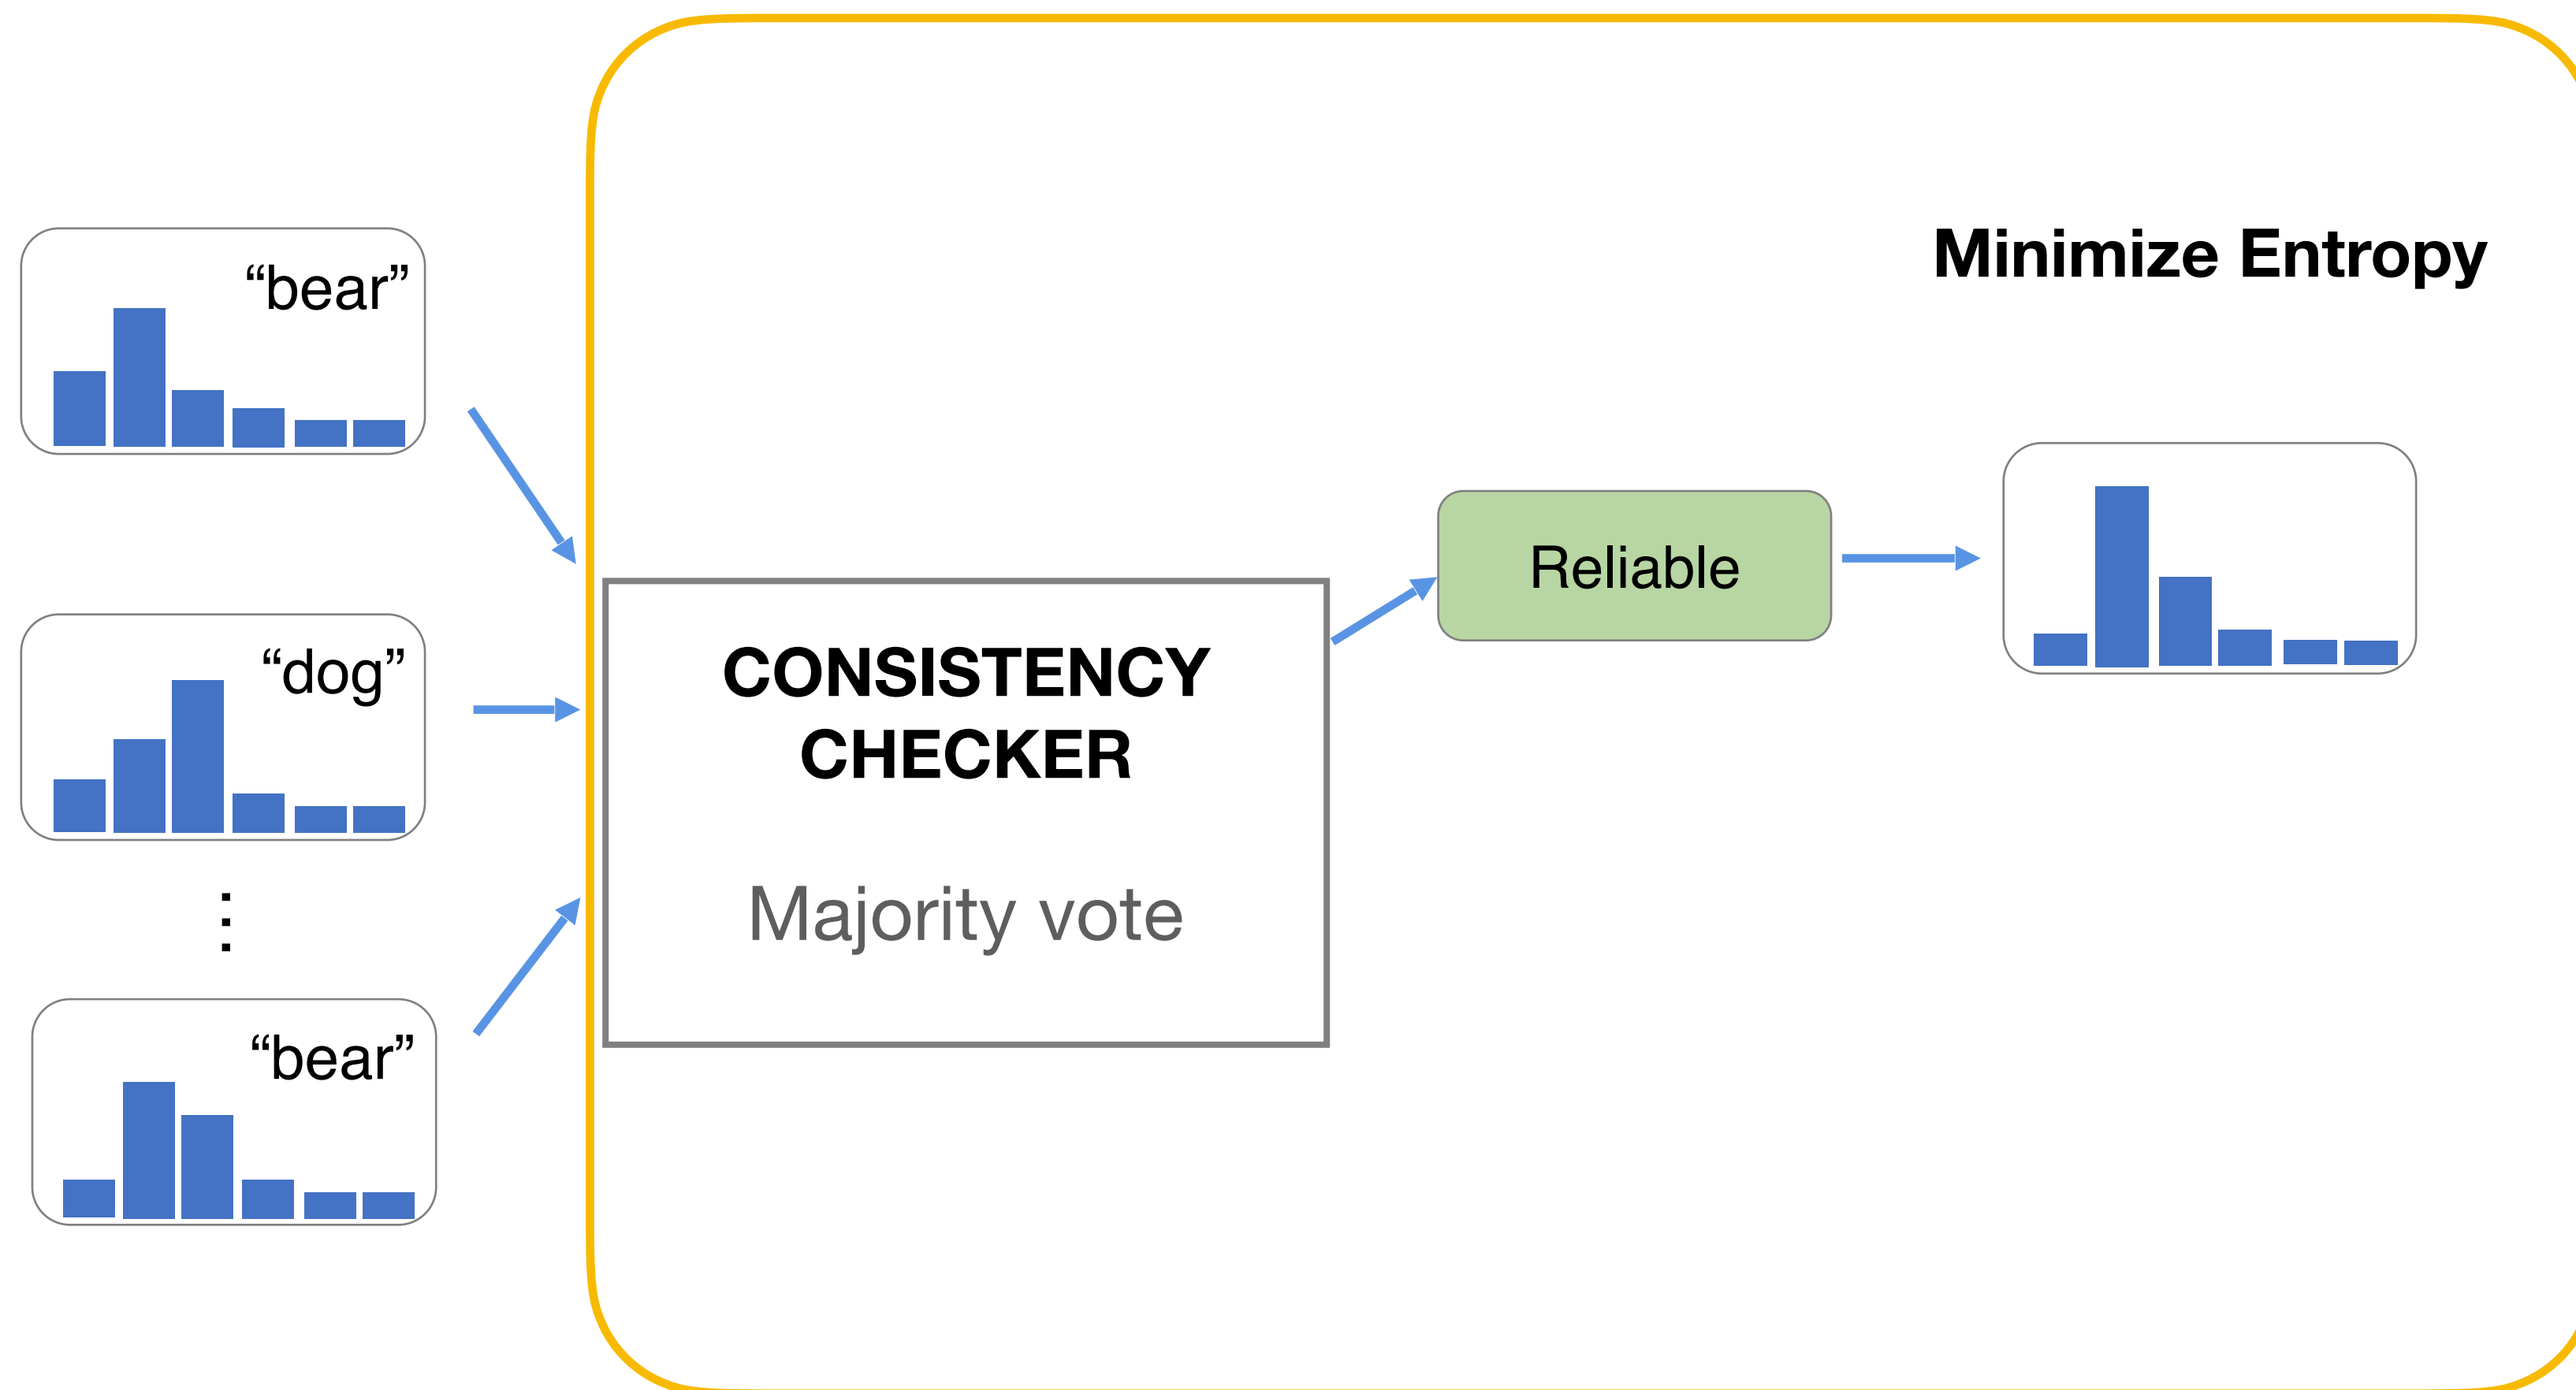 “bear”
“dog”
⋮
“bear”
CONSISTENCY
CHECKER
Majority vote
Reliable
Minimize Entropy